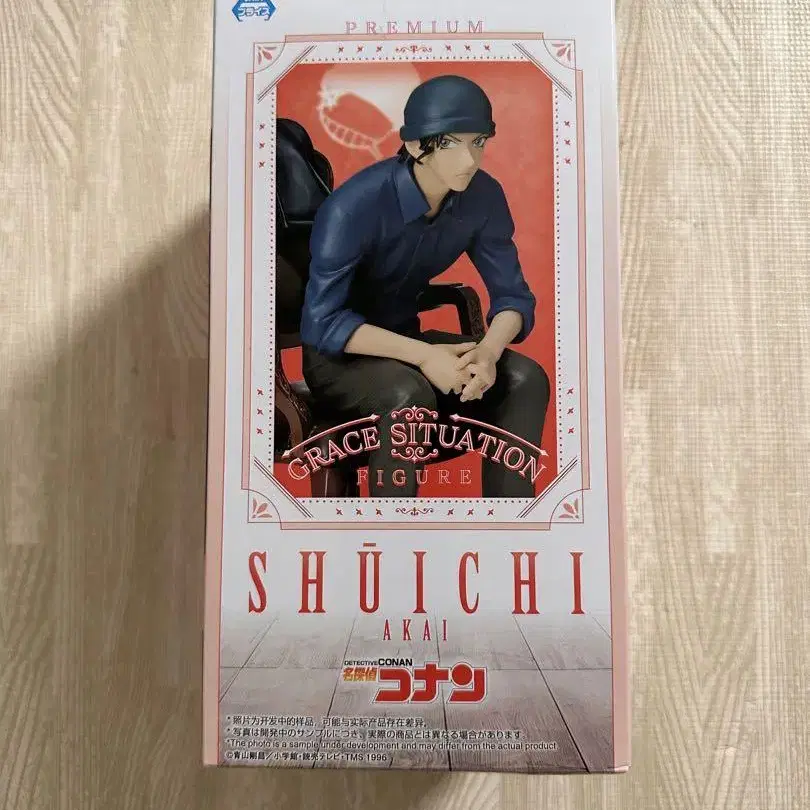 プライズ
PREMIUM
GRACE SITUATION
FIGURE
SHŪICHI
AKAI
DETECTIVE CONAN
名探偵
コナン
*照片为开发中的样品，可能与实际产品存在差异。
*写真は開発中のサンプルにつき、実際の商品とは異なる場合があります。
*The photo is a sample under development and may differ from the actual product.
©青山剛昌／小学館・読売テレビ・TMS 1996